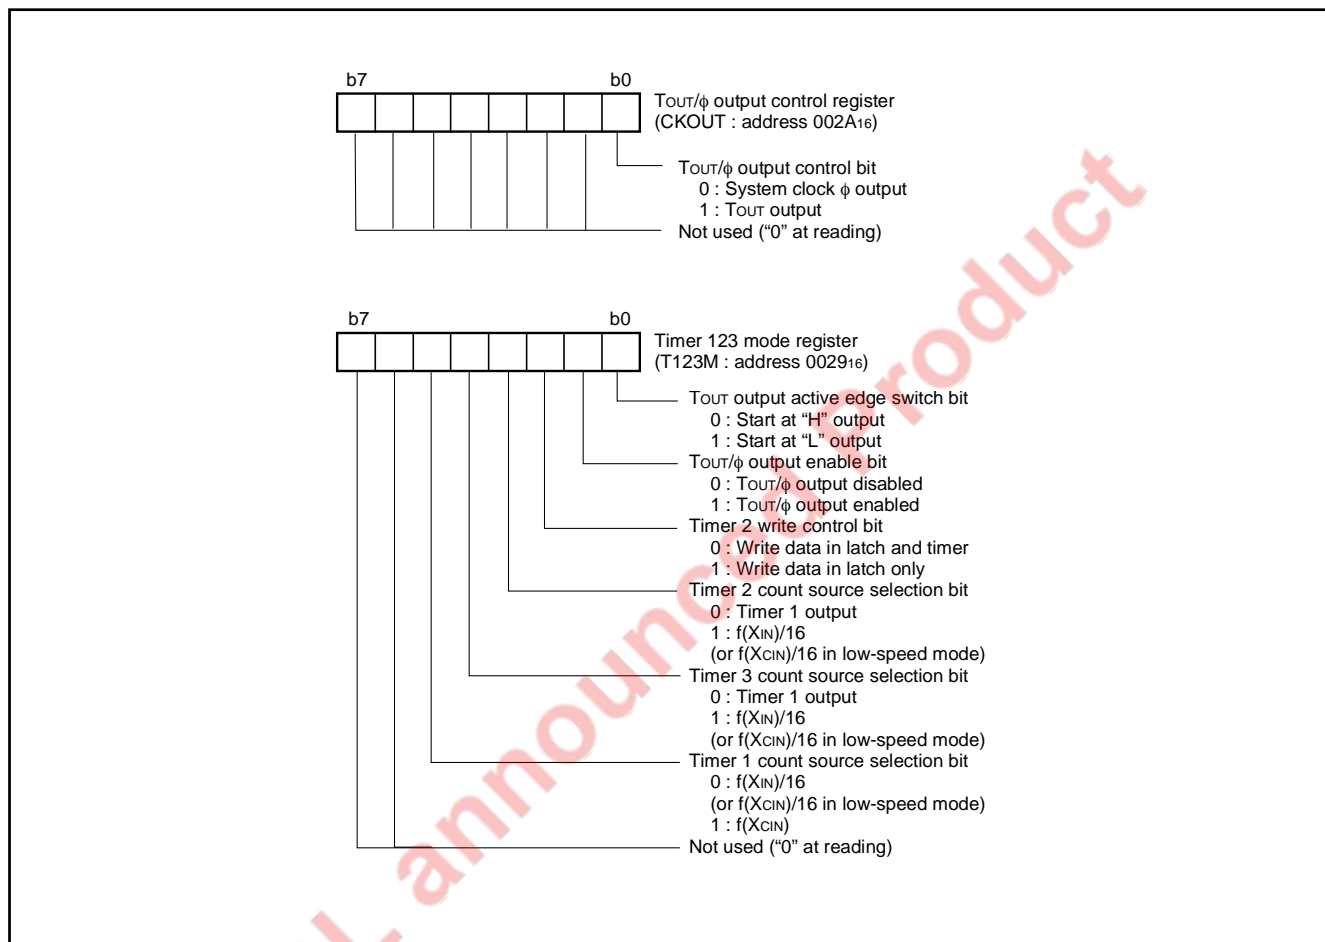 b7 b0
TOUT/ϕ output control register
(CKOUT : address 002A16)
TOUT/ϕ output control bit
0 : System clock ϕ output
1 : TOUT output
Not used (“0” at reading)
b7 b0
Timer 123 mode register
(T123M : address 002916)
TOUT output active edge switch bit
0 : Start at “H” output
1 : Start at “L” output
TOUT/ϕ output enable bit
0 : TOUT/ϕ output disabled
1 : TOUT/ϕ output enabled
Timer 2 write control bit
0 : Write data in latch and timer
1 : Write data in latch only
Timer 2 count source selection bit
0 : Timer 1 output
1 : f(XIN)/16
(or f(XCIN)/16 in low-speed mode)
Timer 3 count source selection bit
0 : Timer 1 output
1 : f(XIN)/16
(or f(XCIN)/16 in low-speed mode)
Timer 1 count source selection bit
0 : f(XIN)/16
(or f(XCIN)/16 in low-speed mode)
1 : f(XCIN)
Not used (“0” at reading)
announced Product